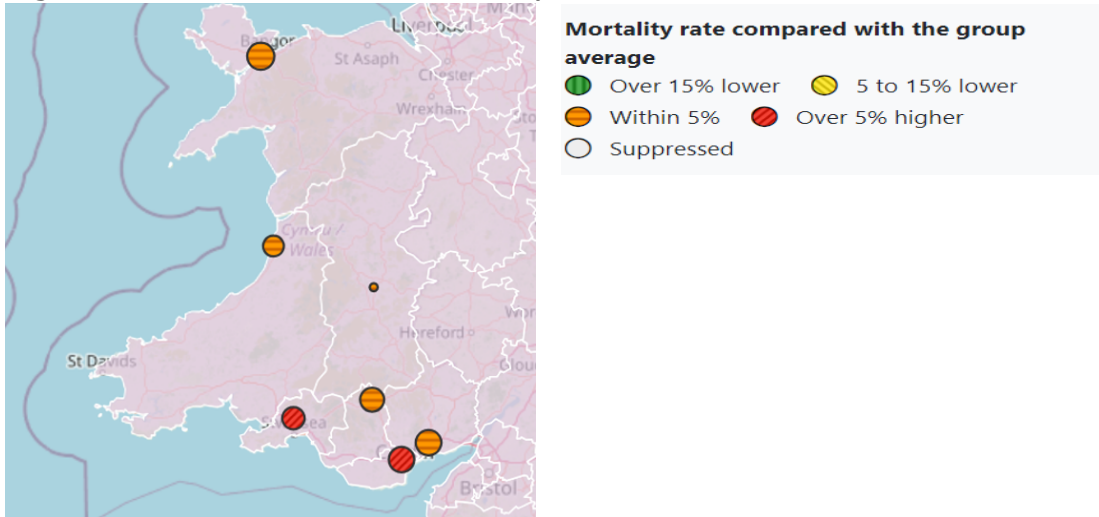 Bangor
St Asaph
Chester
Wrexham
Cymru /
Wales
Hereford
St Davids
Bristol
Mortality rate compared with the group
average
Over 15% lower
5 to 15% lower
Within 5%
Over 5% higher
Suppressed